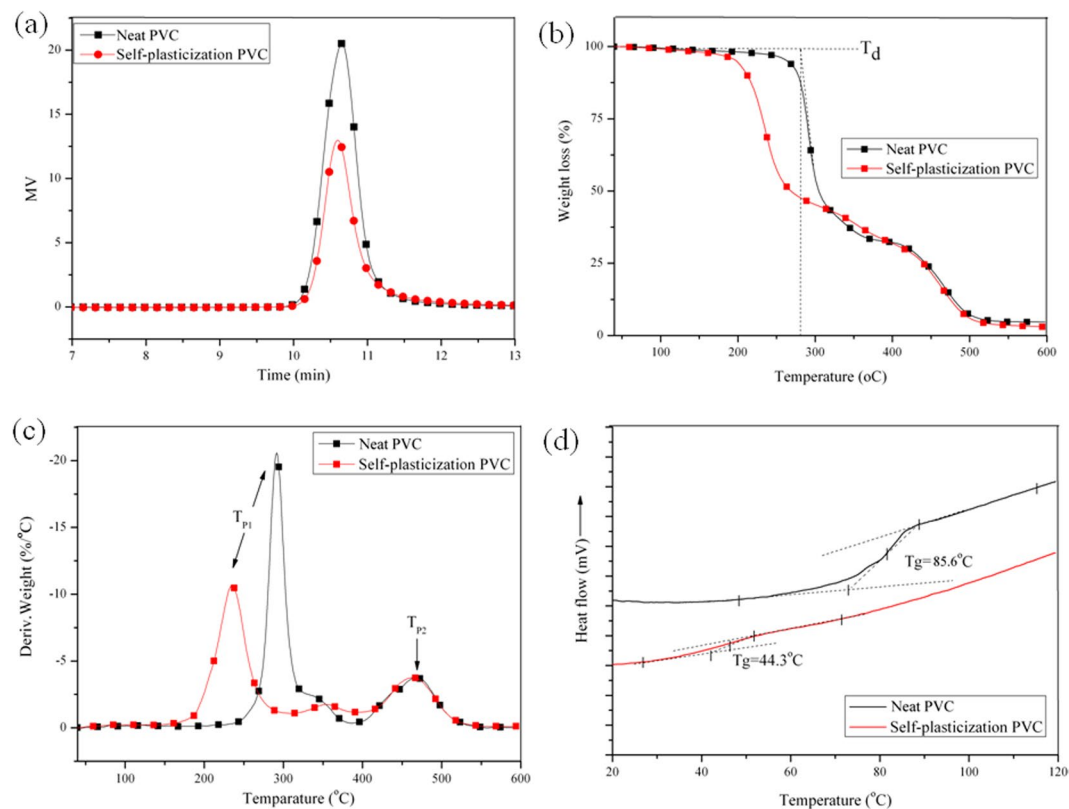 (a)
Neat PVC
Self-plasticization PVC
20
15
10
5
0
MV
7 8 9 10 11 12 13
Time (min)
(b)
T_d
Neat PVC
Self-plasticization PVC
100
75
50
25
0
Weight loss (%)
100 200 300 400 500 600
Temperature (oC)
(c)
Neat PVC
Self-plasticization PVC
T_P1
T_P2
-20
-15
-10
-5
0
Deriv.Weight (%/°C)
100 200 300 400 500 600
Temparature (°C)
(d)
Tg=85.6°C
Tg=44.3°C
Neat PVC
Self-plasticization PVC
Heat flow (mV)
20 40 60 80 100 120
Temperature (°C)